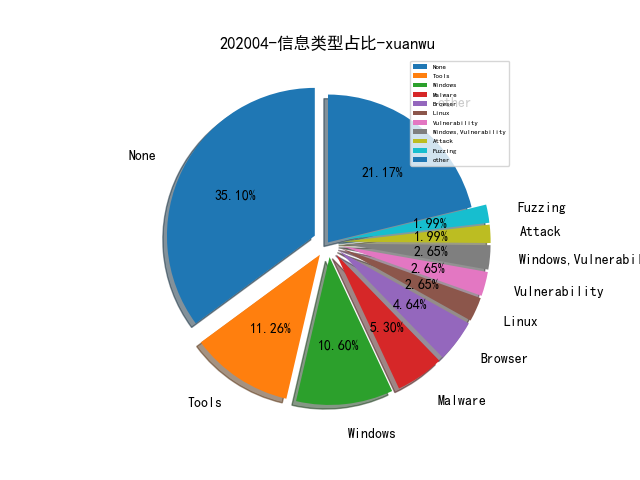 202004-信息类型占比-xuanwu
None
Tools
Windows
Malware
Browser
Linux
Vulnerability
Windows,Vulnerability
Attack
Fuzzing
other
other
21.17%
None
35.10%
Fuzzing
1.99%
Attack
1.99%
Windows,Vulnerabil
2.65%
Vulnerability
2.65%
Linux
2.65%
Browser
4.64%
Malware
5.30%
Windows
10.60%
Tools
11.26%